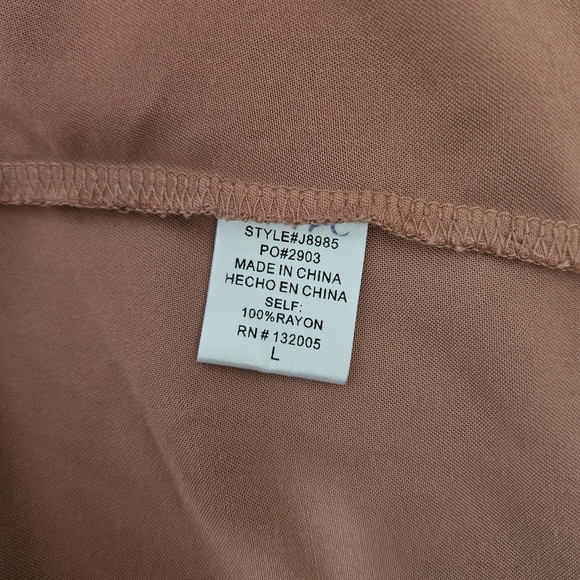 STYLE#J8985
PO#2903
MADE IN CHINA
HECHO EN CHINA
SELF:
100%RAYON
RN # 132005
L